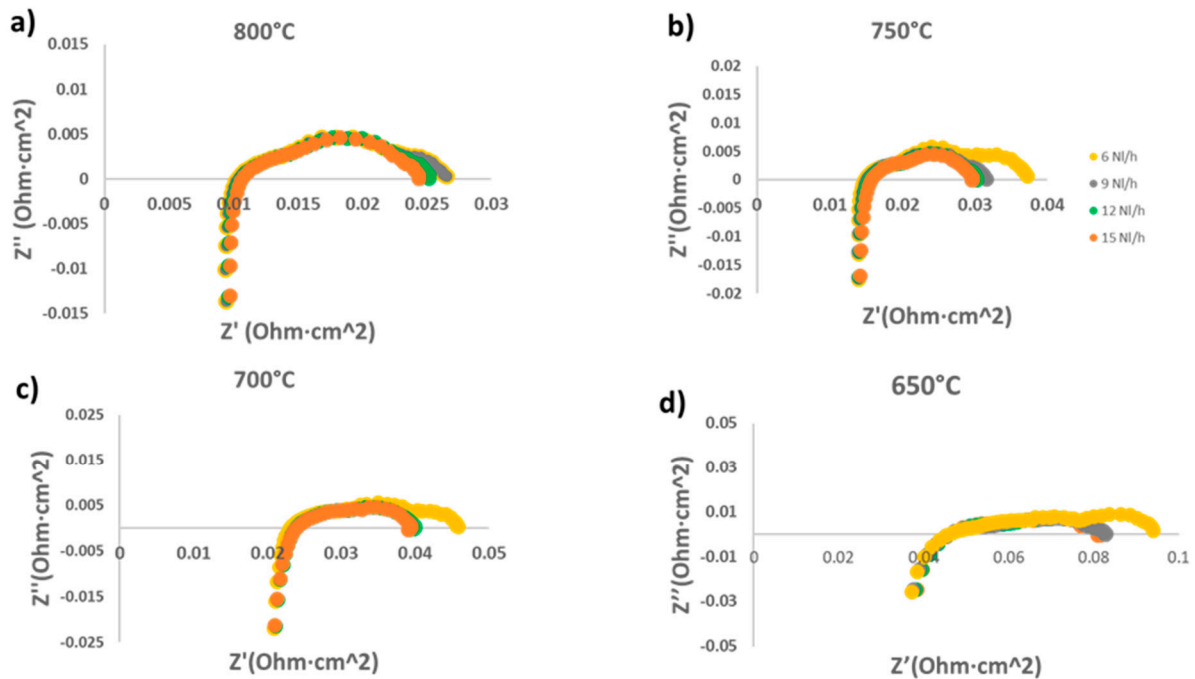 a)
800°C
0.015
0.01
0.005
0
-0.005
-0.01
-0.015
0
0.005
0.01
0.015
0.02
0.025
0.03
Z'' (Ohm·cm^2)
Z' (Ohm·cm^2)
b)
750°C
0.02
0.015
0.01
0.005
0
-0.005
-0.01
-0.015
-0.02
0
0.01
0.02
0.03
0.04
Z''(Ohm·cm^2)
Z'(Ohm·cm^2)
6 Nl/h
9 Nl/h
12 Nl/h
15 Nl/h
c)
700°C
0.025
0.015
0.005
-0.005
-0.015
-0.025
0
0.01
0.02
0.03
0.04
0.05
Z''(Ohm·cm^2)
Z'(Ohm·cm^2)
d)
650°C
0.05
0.03
0.01
-0.01
-0.03
-0.05
0
0.02
0.04
0.06
0.08
0.1
Z’’(Ohm·cm^2)
Z’(Ohm·cm^2)